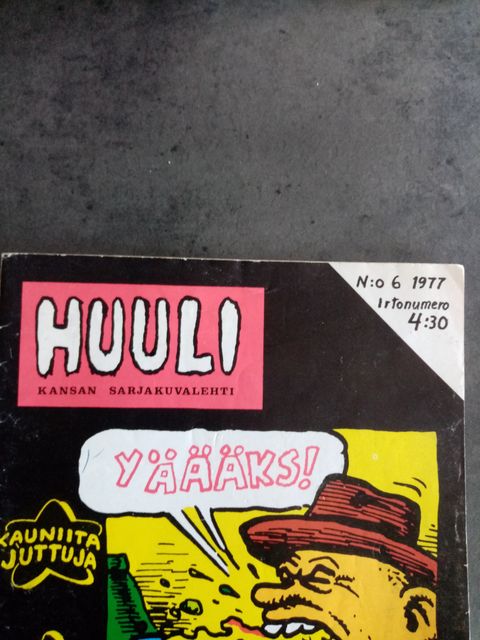 HUULI
KANSAN SARJAKUVALEHTI
N:o 6 1977
Irtonumero
4:30
YÄÄÄKS!
KAUNIITA
JUTTUJA